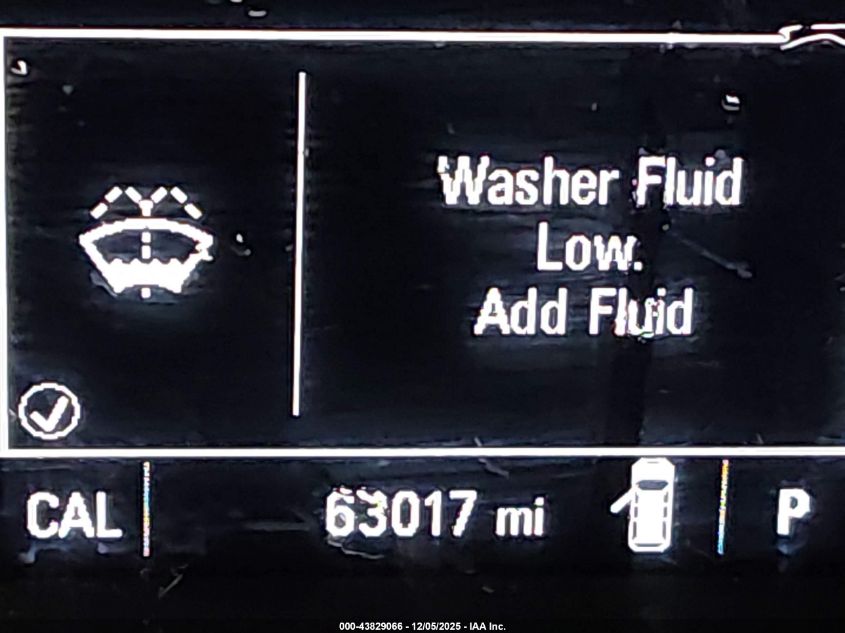 Washer Fluid
Low.
Add Fluid
CAL 63017 mi P
000-43829066 - 12/05/2025 - IAA Inc.